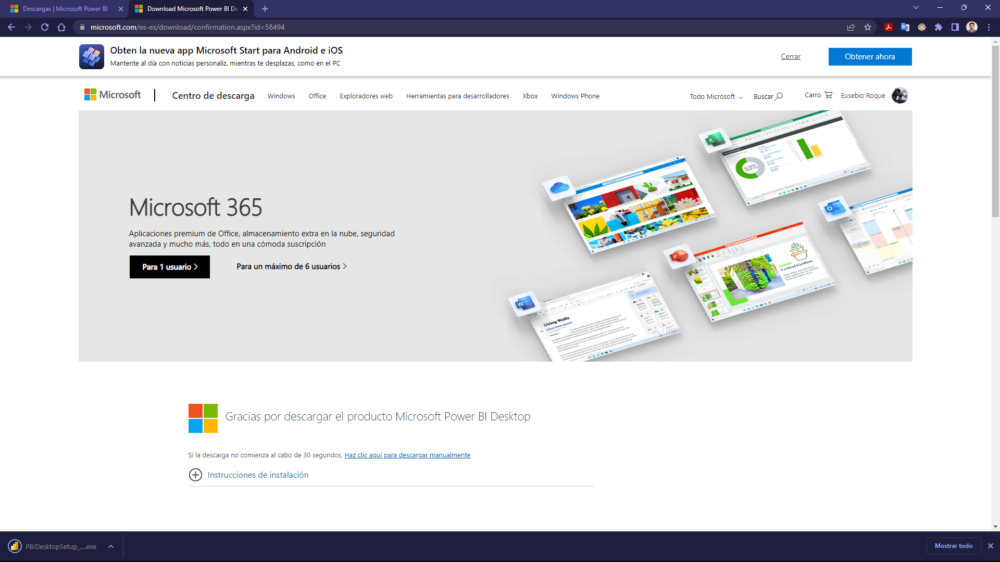 Descargas | Microsoft Power BI
Download Microsoft Power BI De
microsoft.com/es-es/download/confirmation.aspx?id=58494
Obten la nueva app Microsoft Start para Android e iOS
Mantente al día con noticias personaliz. mientras te desplazas, como en el PC
Cerrar
Obtener ahora
Microsoft
Centro de descarga
Windows
Office
Exploradores web
Herramientas para desarrolladores
Xbox
Windows Phone
Todo Microsoft
Buscar
Carro
Eusebio Roque
Microsoft 365
Aplicaciones premium de Office, almacenamiento extra en la nube, seguridad
avanzada y mucho más, todo en una cómoda suscripción
Para 1 usuario
Para un máximo de 6 usuarios
53%
Indoor
Vertical Gardens
Living Walls
Urban Green Spaces
Gracias por descargar el producto Microsoft Power BI Desktop
Si la descarga no comienza al cabo de 30 segundos, Haz clic aquí para descargar manualmente
Instrucciones de instalación
PBIDesktopSetup_....exe
Mostrar todo